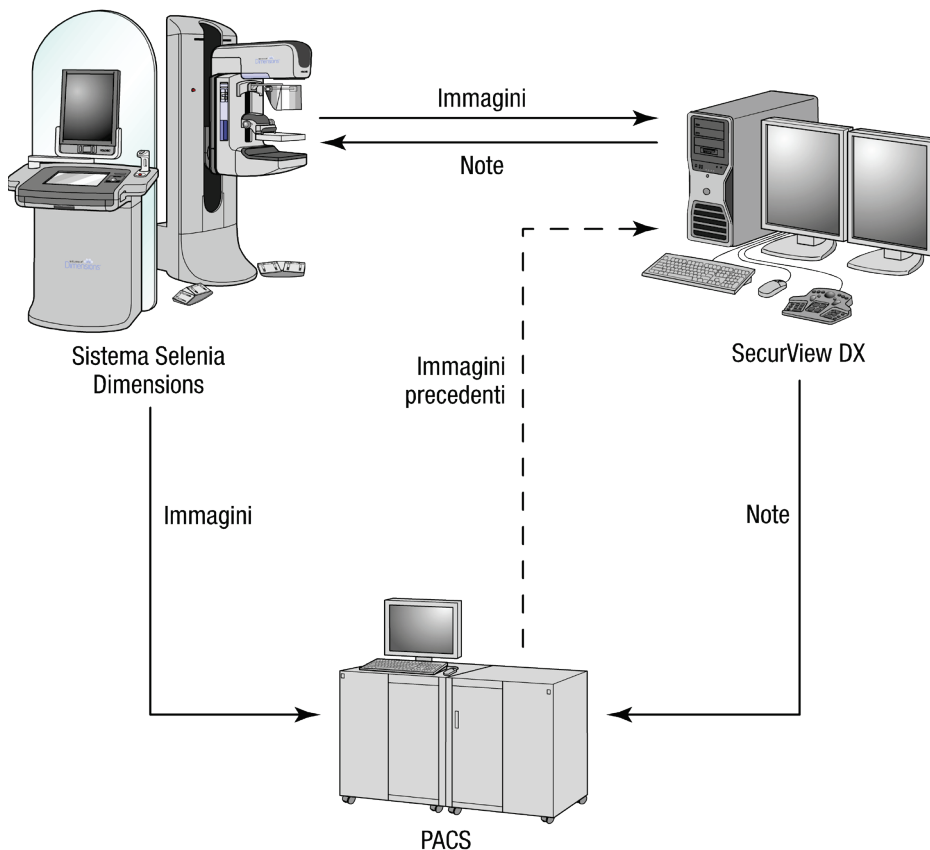 Immagini
Note
Sistema Selenia
Dimensions
SecurView DX
Immagini
precedenti
Immagini
Note
PACS